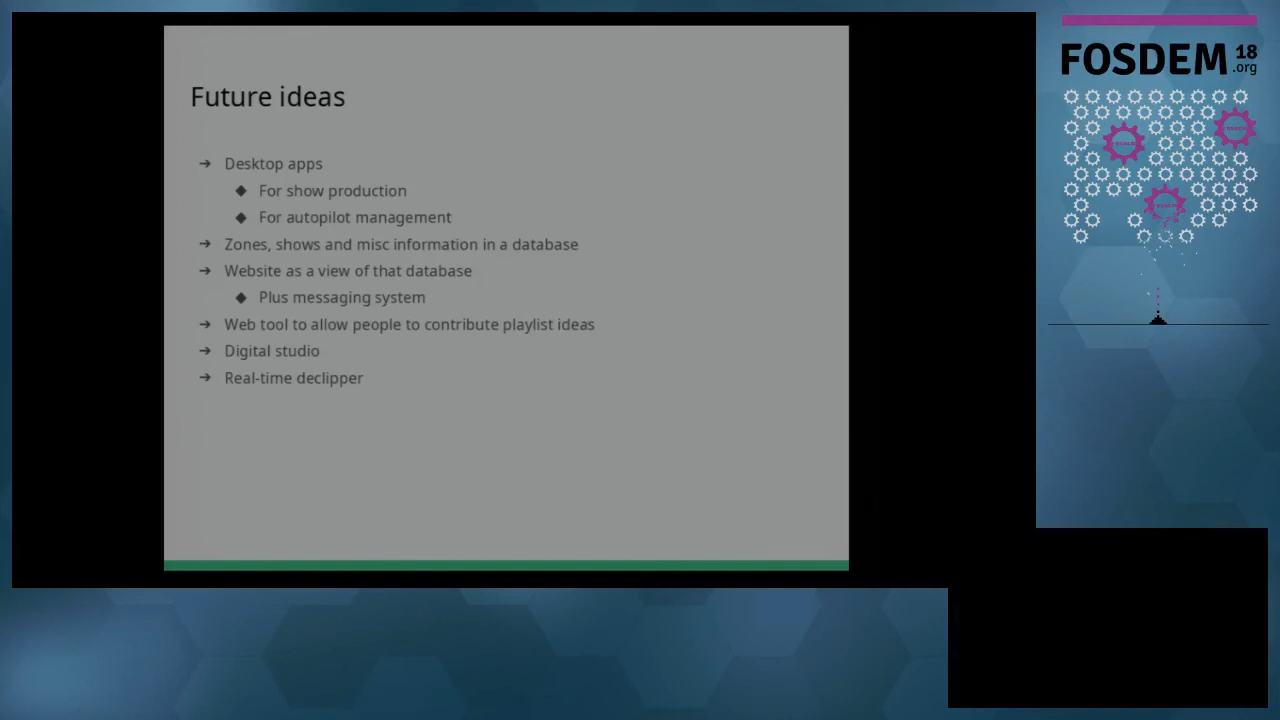 Future ideas
➔ Desktop apps
◆ For show production
◆ For autopilot management
➔ Zones, shows and misc information in a database
➔ Website as a view of that database
◆ Plus messaging system
➔ Web tool to allow people to contribute playlist ideas
➔ Digital studio
➔ Real-time declipper
FOSDEM 18
.org